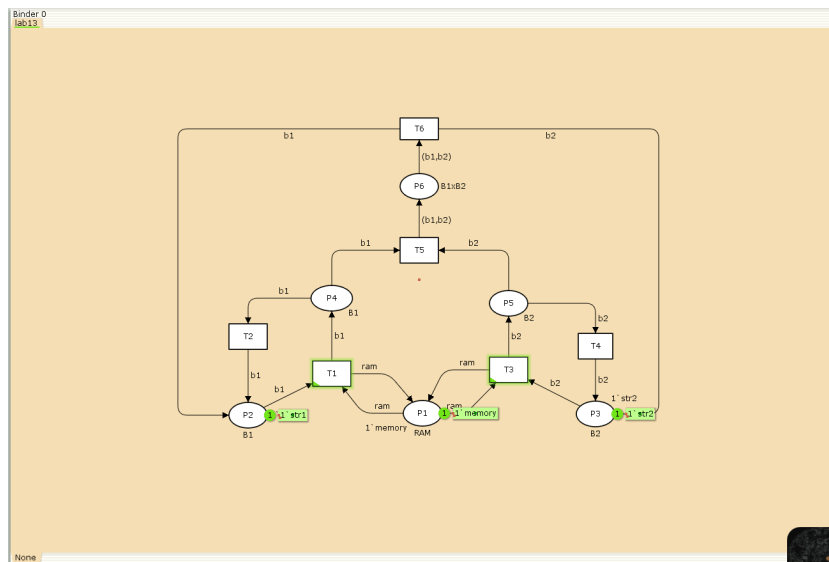 Binder 0
lab13
T6
b1
b2
(b1,b2)
P6
B1xB2
(b1,b2)
b1
T5
b2
b1
P4
B1
P5
B2
b2
T2
b1
b2
T4
T1
ram
ram
T3
b1
b1
b2
b2
ram
ram
1`str2
P2
1
1`str1
B1
P1
1
1`memory
1`memory
RAM
P3
1
1`str2
B2
None